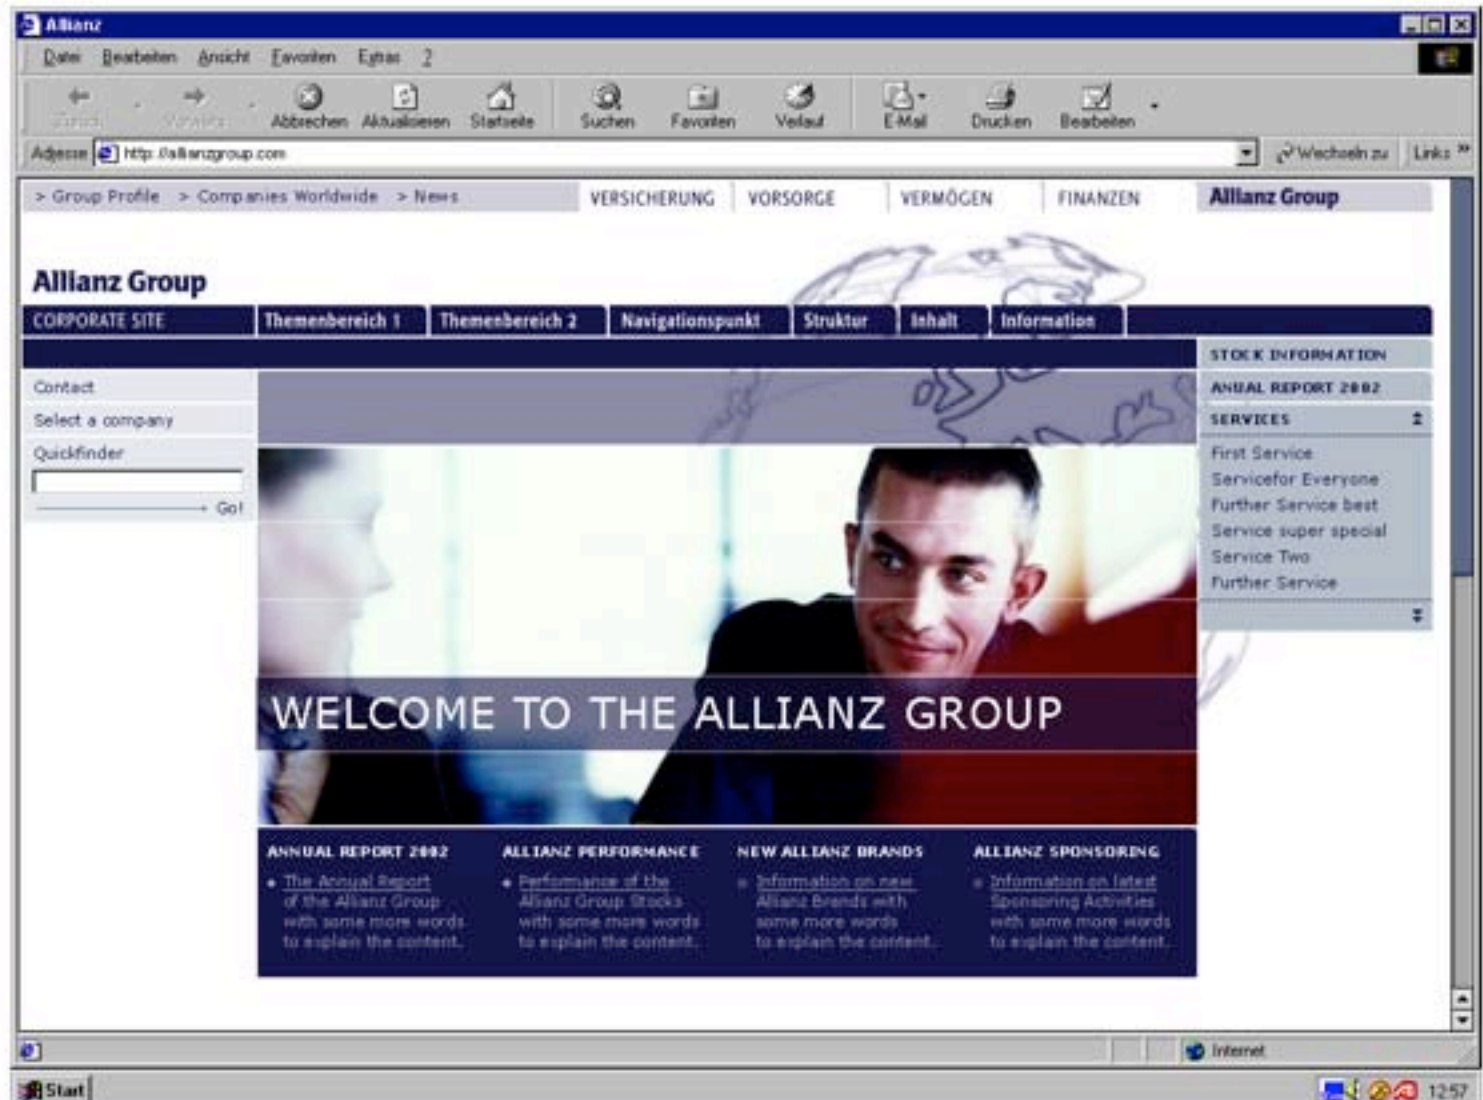 Allianz
Datei Bearbeiten Ansicht Favoriten Extras ?
Zurück Vorwärts Abbrechen Aktualisieren Startseite Suchen Favoriten Verlauf E-Mail Drucken Bearbeiten
Adresse http://allianzgroup.com Wechseln zu Links »
> Group Profile > Companies Worldwide > News VERSICHERUNG VORSORGE VERMÖGEN FINANZEN Allianz Group
Allianz Group
CORPORATE SITE Themenbereich 1 Themenbereich 2 Navigationspunkt Struktur Inhalt Information
STOCK INFORMATION
Contact
ANUAL REPORT 2002
Select a company
SERVICES
Quickfinder
Go!
First Service
Servicefor Everyone
Further Service best
Service super special
Service Two
Further Service
WELCOME TO THE ALLIANZ GROUP
ANNUAL REPORT 2002
The Annual Report
of the Allianz Group
with some more words
to explain the content.
ALLIANZ PERFORMANCE
Performance of the
Allianz Group Stocks
with some more words
to explain the content.
NEW ALLIANZ BRANDS
Information on new
Allianz Brands with
some more words
to explain the content.
ALLIANZ SPONSORING
Information on latest
Sponsoring Activities
with some more words
to explain the content.
Internet
Start 12:57